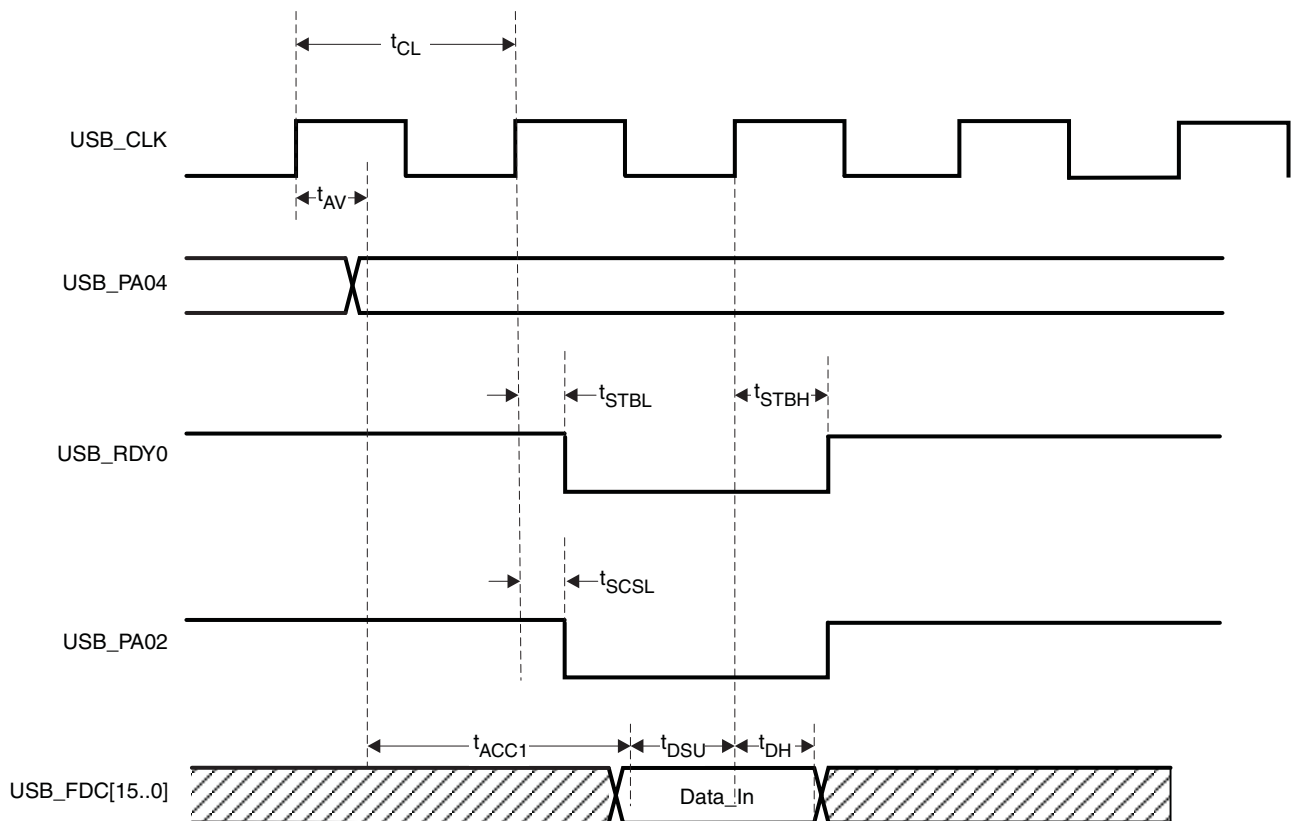 tCL
USB_CLK
tAV
USB_PA04
tSTBL
tSTBH
USB_RDY0
tSCSL
USB_PA02
tACC1
tDSU
tDH
USB_FDC[15..0]
Data_In